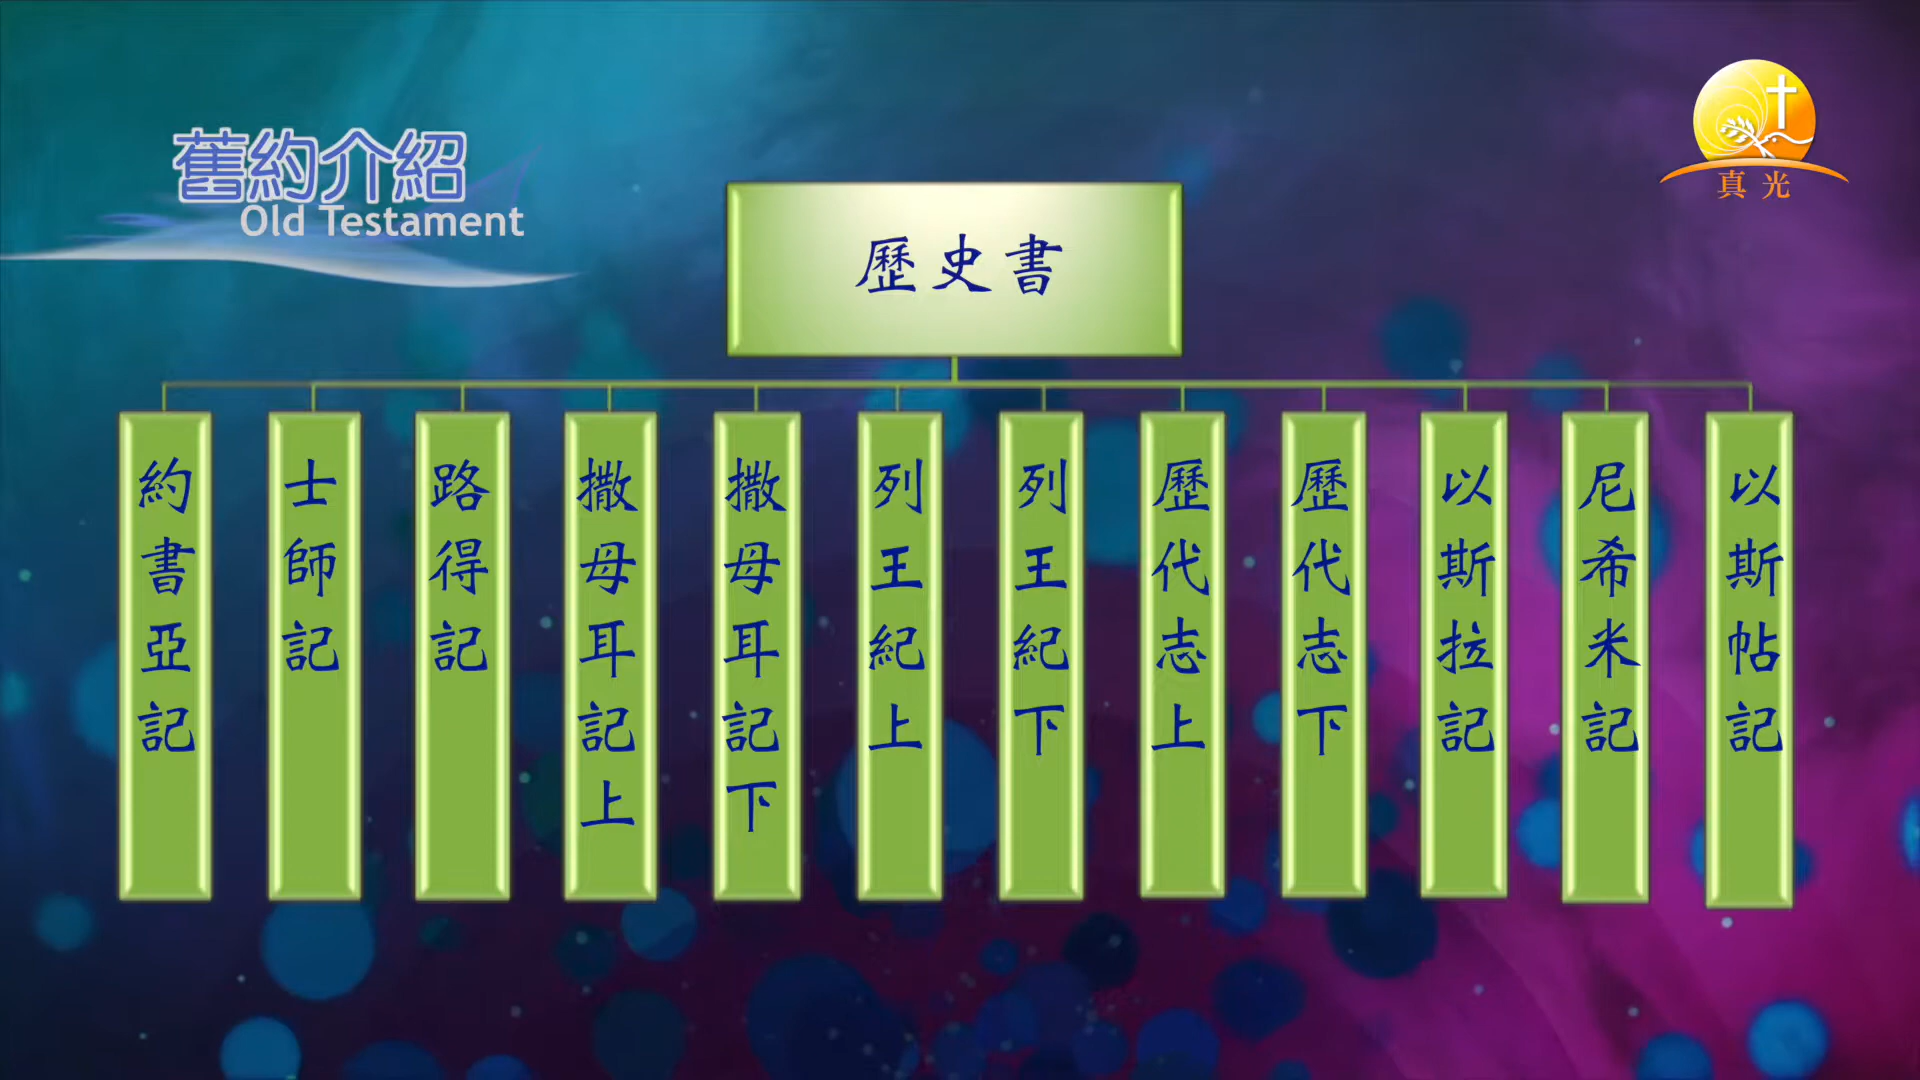 舊約介紹
Old Testament
真光
歷史書
約書亞記
士師記
路得記
撒母耳記上
撒母耳記下
列王紀上
列王紀下
歷代志上
歷代志下
以斯拉記
尼希米記
以斯帖記